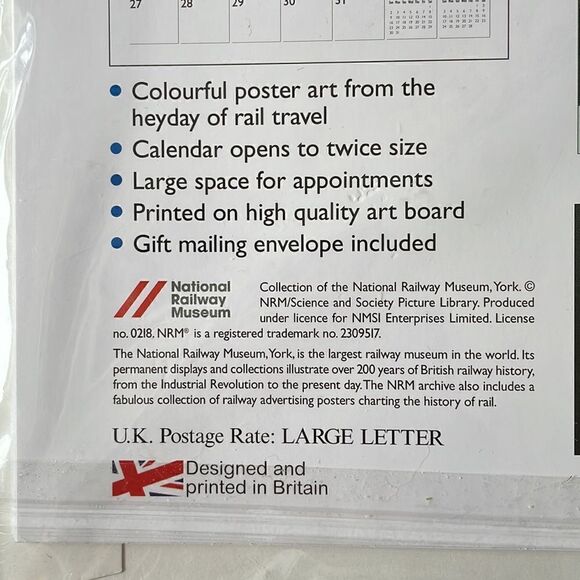 27 28 29 30 31
• Colourful poster art from the
heyday of rail travel
• Calendar opens to twice size
• Large space for appointments
• Printed on high quality art board
• Gift mailing envelope included
National
Railway
Museum
Collection of the National Railway Museum, York. ©
NRM/Science and Society Picture Library. Produced
under licence for NMSI Enterprises Limited. License
no. 0218, NRM® is a registered trademark no. 2309517.
The National Railway Museum, York, is the largest railway museum in the world. Its
permanent displays and collections illustrate over 200 years of British railway history,
from the Industrial Revolution to the present day. The NRM archive also includes a
fabulous collection of railway advertising posters charting the history of rail.
U.K. Postage Rate: LARGE LETTER
Designed and
printed in Britain